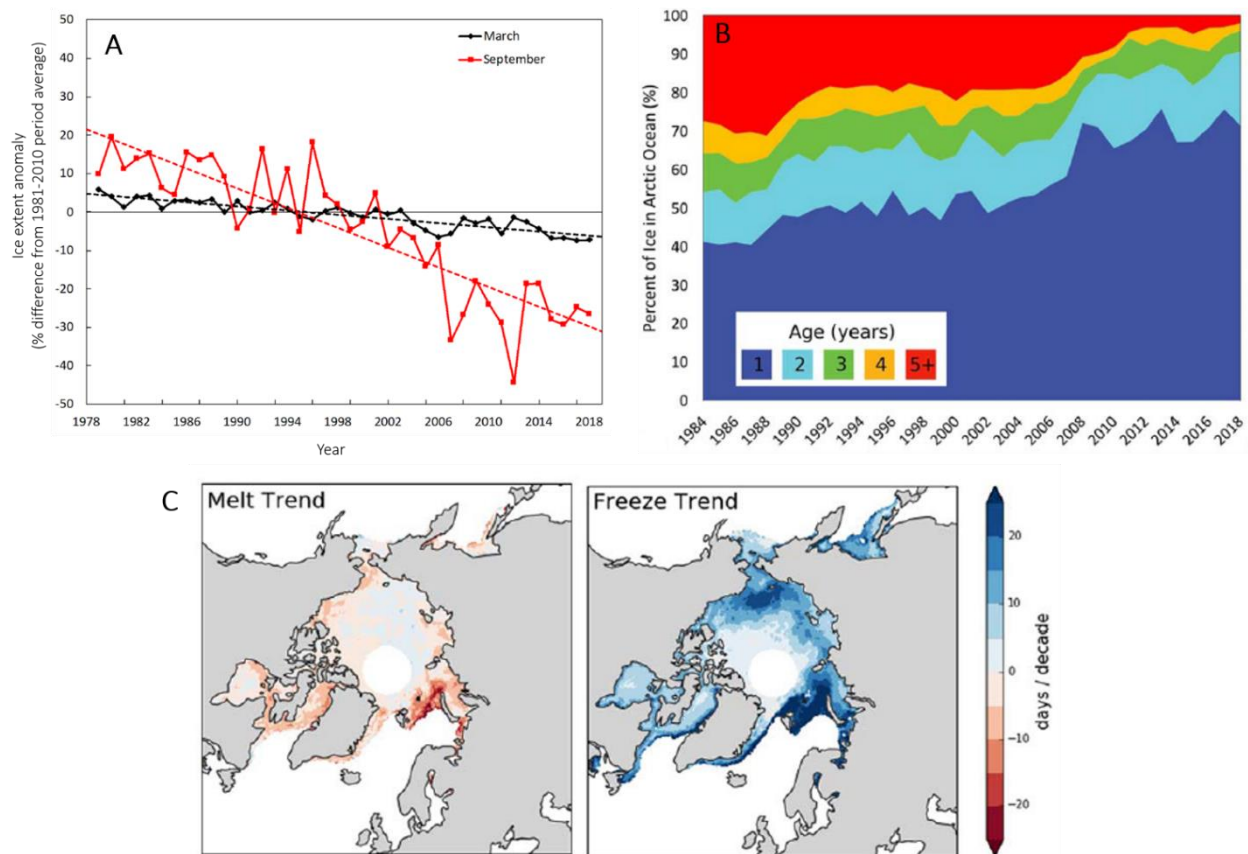 A
March
September
Ice extent anomaly
(% difference from 1981-2010 period average)
50
40
30
20
10
0
-10
-20
-30
-40
-50
1978 1982 1986 1990 1994 1998 2002 2006 2010 2014 2018
Year
B
Percent of Ice in Arctic Ocean (%)
100
90
80
70
60
50
40
30
20
10
0
Age (years)
1 2 3 4 5+
1984 1986 1988 1990 1992 1994 1996 1998 2000 2002 2004 2006 2008 2010 2012 2014 2016 2018
C
Melt Trend
Freeze Trend
20
10
0
−10
−20
days / decade